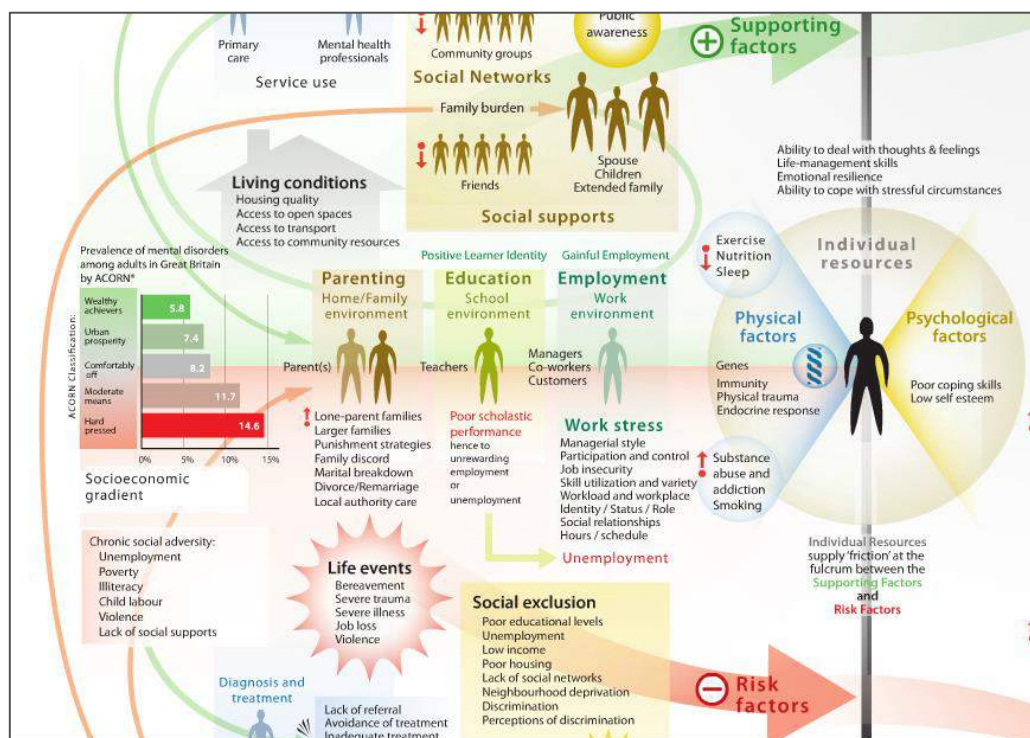 Primary
care
Mental health
professionals
Service use
Community groups
Social Networks
Family burden
Friends
Spouse
Children
Extended family
Social supports
Public
awareness
Supporting
factors
Living conditions
Housing quality
Access to open spaces
Access to transport
Access to community resources
Ability to deal with thoughts & feelings
Life-management skills
Emotional resilience
Ability to cope with stressful circumstances
Prevalence of mental disorders
among adults in Great Britain
by ACORN*
ACORN Classification:
Wealthy
achievers
5.8
Urban
prosperity
7.4
Comfortably
off
8.2
Moderate
means
11.7
Hard
pressed
14.6
0% 5% 10% 15%
Socioeconomic
gradient
Parenting
Home/Family
environment
Parent(s)
Lone-parent families
Larger families
Punishment strategies
Family discord
Marital breakdown
Divorce/Remarriage
Local authority care
Positive Learner Identity
Education
School
environment
Teachers
Poor scholastic
performance
hence to
unrewarding
employment
or
unemployment
Gainful Employment
Employment
Work
environment
Managers
Co-workers
Customers
Work stress
Managerial style
Participation and control
Job insecurity
Skill utilization and variety
Workload and workplace
Identity / Status / Role
Social relationships
Hours / schedule
Unemployment
Exercise
Nutrition
Sleep
Individual
resources
Physical
factors
Genes
Immunity
Physical trauma
Endocrine response
Psychological
factors
Poor coping skills
Low self esteem
Substance
abuse and
addiction
Smoking
Individual Resources
supply 'friction' at the
fulcrum between the
Supporting Factors
and
Risk Factors
Chronic social adversity:
Unemployment
Poverty
Illiteracy
Child labour
Violence
Lack of social supports
Life events
Bereavement
Severe trauma
Severe illness
Job loss
Violence
Social exclusion
Poor educational levels
Unemployment
Low income
Poor housing
Lack of social networks
Neighbourhood deprivation
Discrimination
Perceptions of discrimination
Risk
factors
Diagnosis and
treatment
Lack of referral
Avoidance of treatment
Inadequate treatment